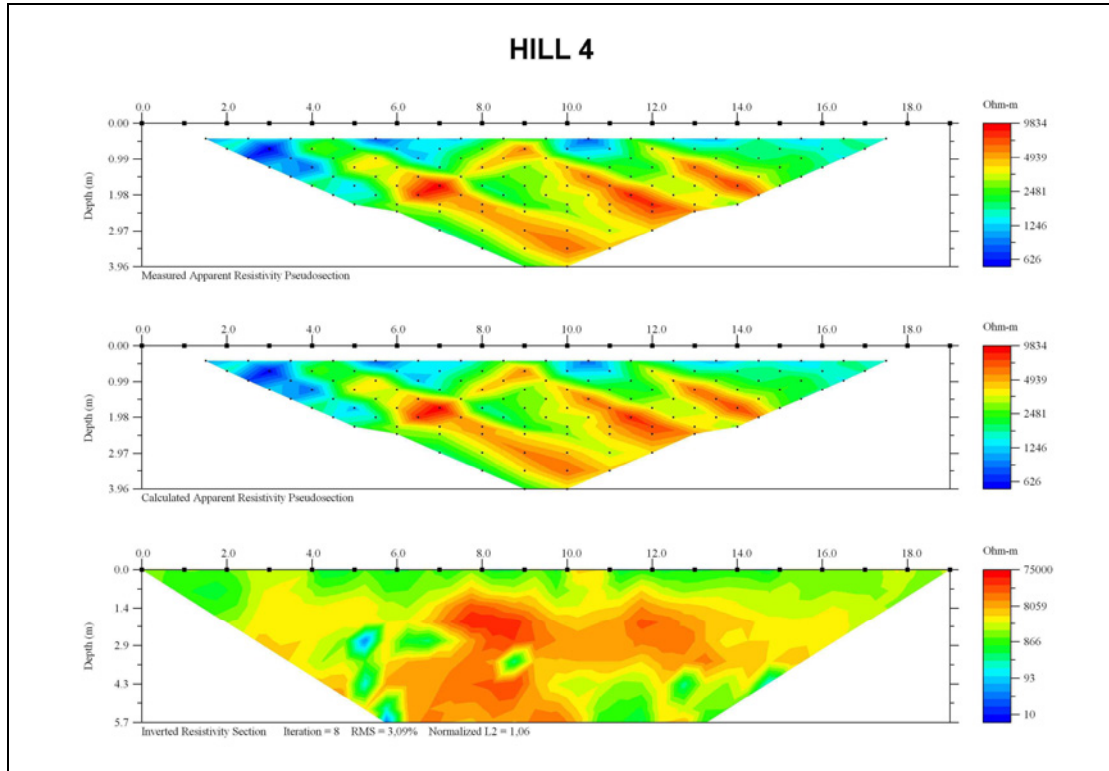 HILL 4
Ohm-m
0.0 2.0 4.0 6.0 8.0 10.0 12.0 14.0 16.0 18.0
0.00
0.99
1.98
2.97
3.96
Depth (m)
9834
4939
2481
1246
626
Measured Apparent Resistivity Pseudosection
Ohm-m
0.0 2.0 4.0 6.0 8.0 10.0 12.0 14.0 16.0 18.0
0.00
0.99
1.98
2.97
3.96
Depth (m)
9834
4939
2481
1246
626
Calculated Apparent Resistivity Pseudosection
Ohm-m
0.0 2.0 4.0 6.0 8.0 10.0 12.0 14.0 16.0 18.0
0.0
1.4
2.9
4.3
5.7
Depth (m)
75000
8059
866
93
10
Inverted Resistivity Section Iteration = 8 RMS = 3,09% Normalized L2 = 1,06